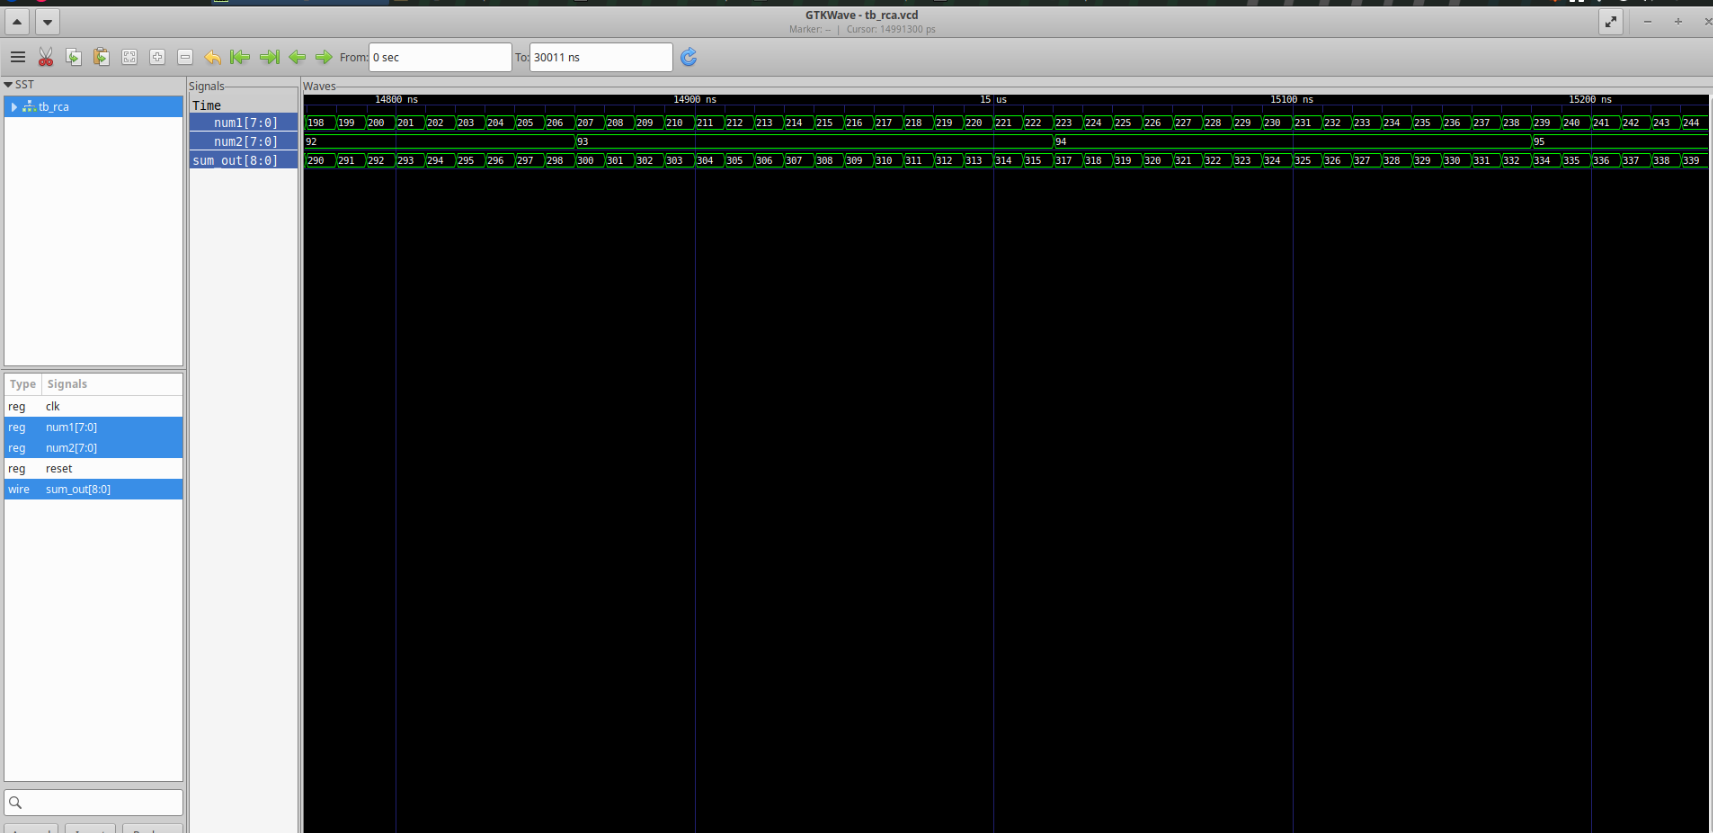 GTKWave - tb_rca.vcd
Marker: -- | Cursor: 14991300 ps
From: 0 sec To: 30011 ns
SST
tb_rca
Type Signals
reg clk
reg num1[7:0]
reg num2[7:0]
reg reset
wire sum_out[8:0]
Signals
Time
num1[7:0]
num2[7:0]
sum_out[8:0]
Waves
14800 ns 14900 ns 15 us 15100 ns 15200 ns
198 199 200 201 202 203 204 205 206 207 208 209 210 211 212 213 214 215 216 217 218 219 220 221 222 223 224 225 226 227 228 229 230 231 232 233 234 235 236 237 238 239 240 241 242 243 244
92 93 94 95
290 291 292 293 294 295 296 297 298 300 301 302 303 304 305 306 307 308 309 310 311 312 313 314 315 317 318 319 320 321 322 323 324 325 326 327 328 329 330 331 332 334 335 336 337 338 339